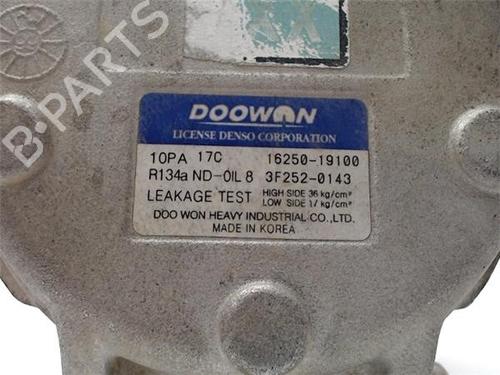 XX
B-PARTS
DOOWON
LICENSE DENSO CORPORATION
10PA 17C 16250-19100
R134a ND-OIL 8 3F252-0143
LEAKAGE TEST HIGH SIDE 36 kg/cm²
LOW SIDE 17 kg/cm²
DOO WON HEAVY INDUSTRIAL CO.,LTD.
MADE IN KOREA